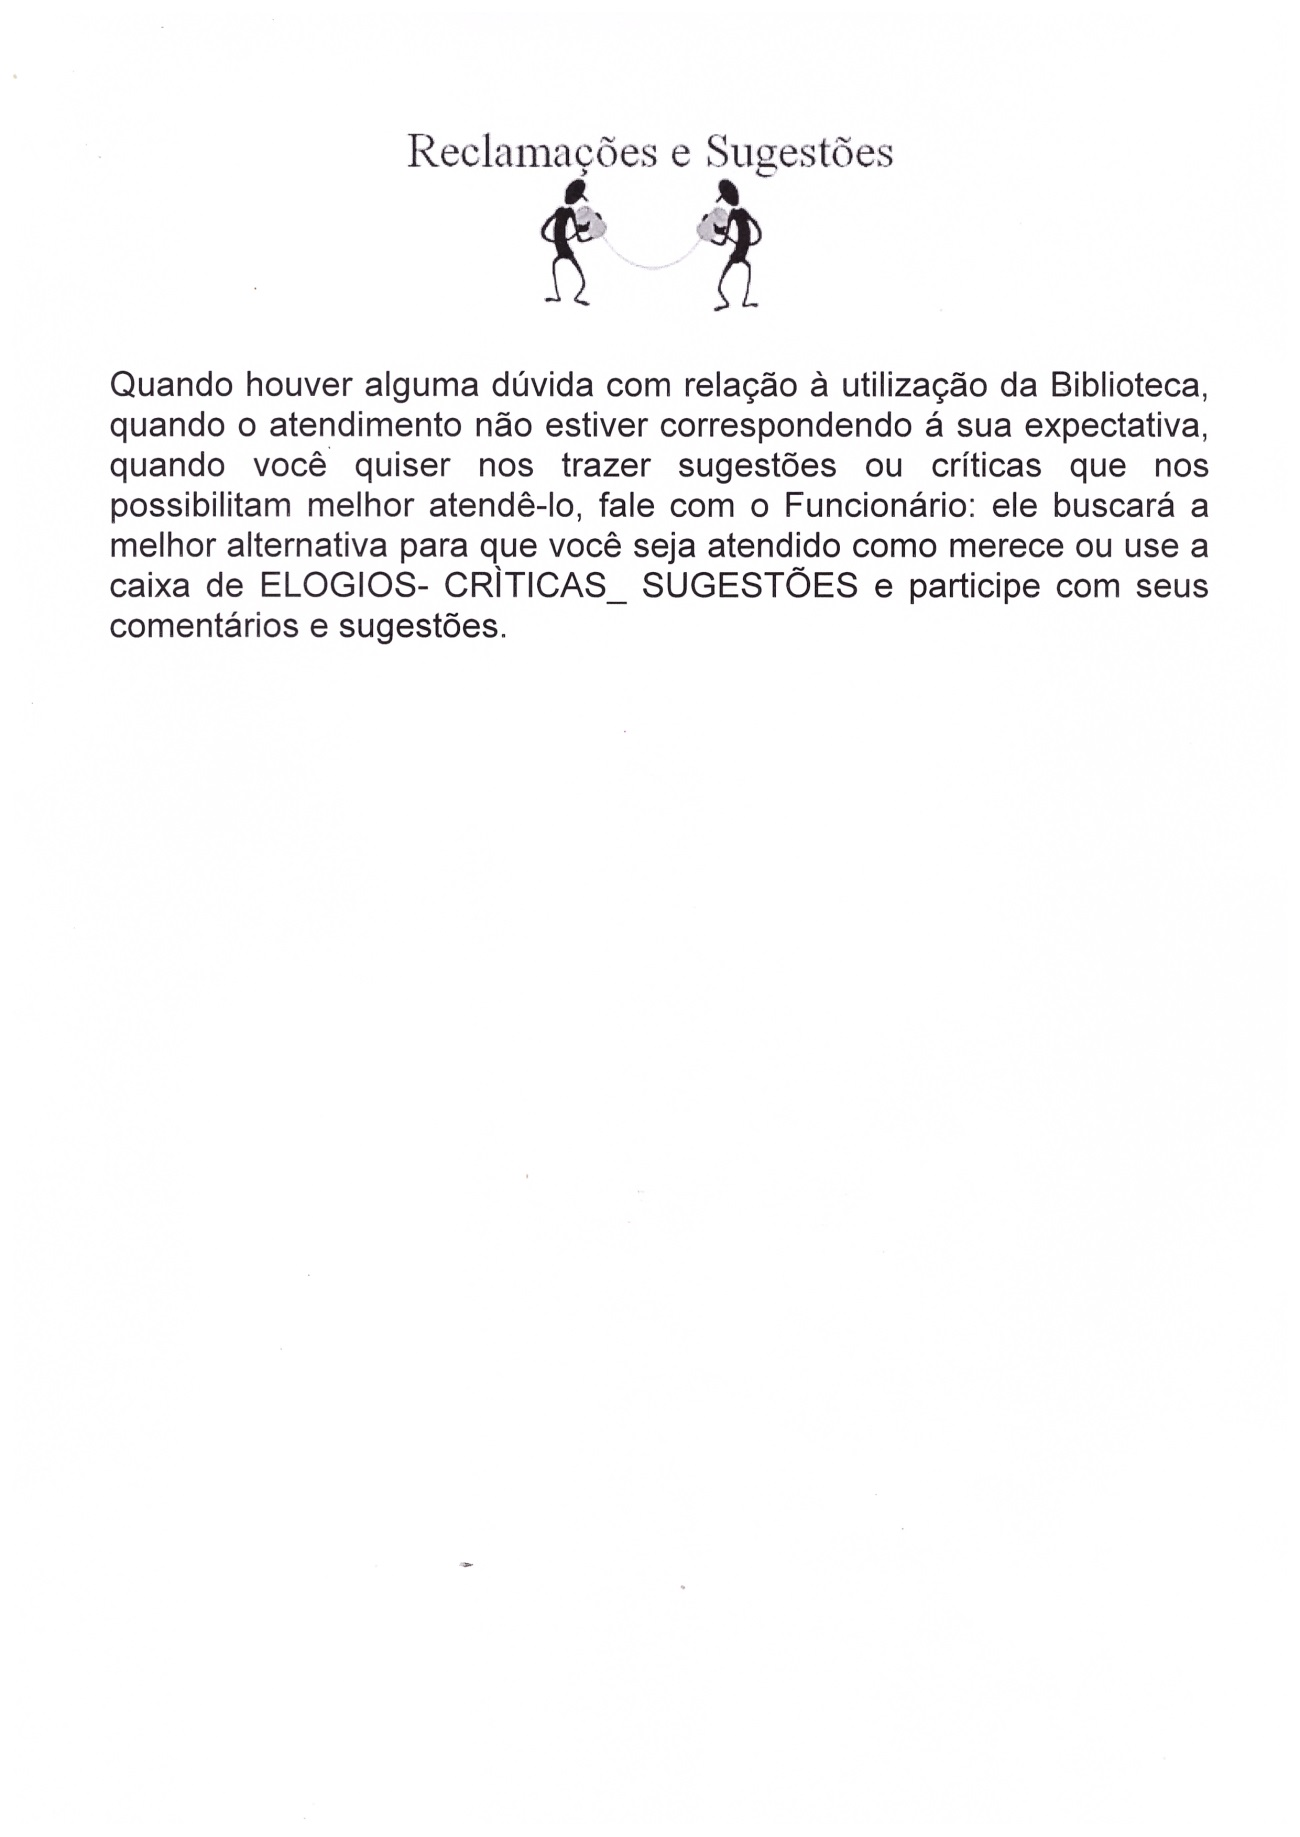 Reclamações e Sugestões
Quando houver alguma dúvida com relação à utilização da Biblioteca,
quando o atendimento não estiver correspondendo á sua expectativa,
quando você quiser nos trazer sugestões ou críticas que nos
possibilitam melhor atendê-lo, fale com o Funcionário: ele buscará a
melhor alternativa para que você seja atendido como merece ou use a
caixa de ELOGIOS- CRÌTICAS_ SUGESTÕES e participe com seus
comentários e sugestões.